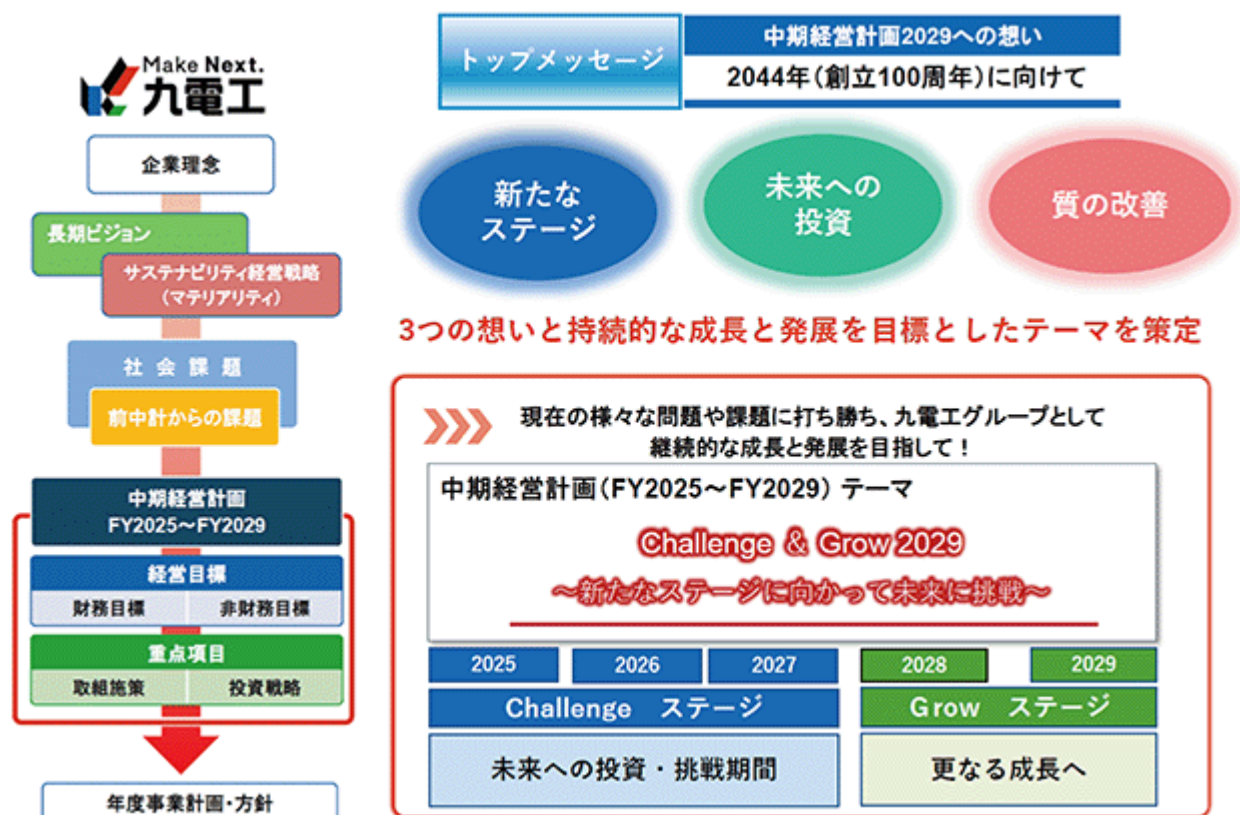 Make Next.
九電工
企業理念
長期ビジョン
サステナビリティ経営戦略
（マテリアリティ）
社会課題
前中計からの課題
中期経営計画
FY2025～FY2029
経営目標
財務目標 非財務目標
重点項目
取組施策 投資戦略
年度事業計画・方針
トップメッセージ
中期経営計画2029への想い
2044年（創立100周年）に向けて
新たな
ステージ
未来への
投資
質の改善
3つの想いと持続的な成長と発展を目標としたテーマを策定
現在の様々な問題や課題に打ち勝ち、九電工グループとして
継続的な成長と発展を目指して！
中期経営計画（FY2025～FY2029） テーマ
Challenge ＆ Grow 2029
～新たなステージに向かって未来に挑戦～
2025 2026 2027 2028 2029
Challenge ステージ Grow ステージ
未来への投資・挑戦期間 更なる成長へ